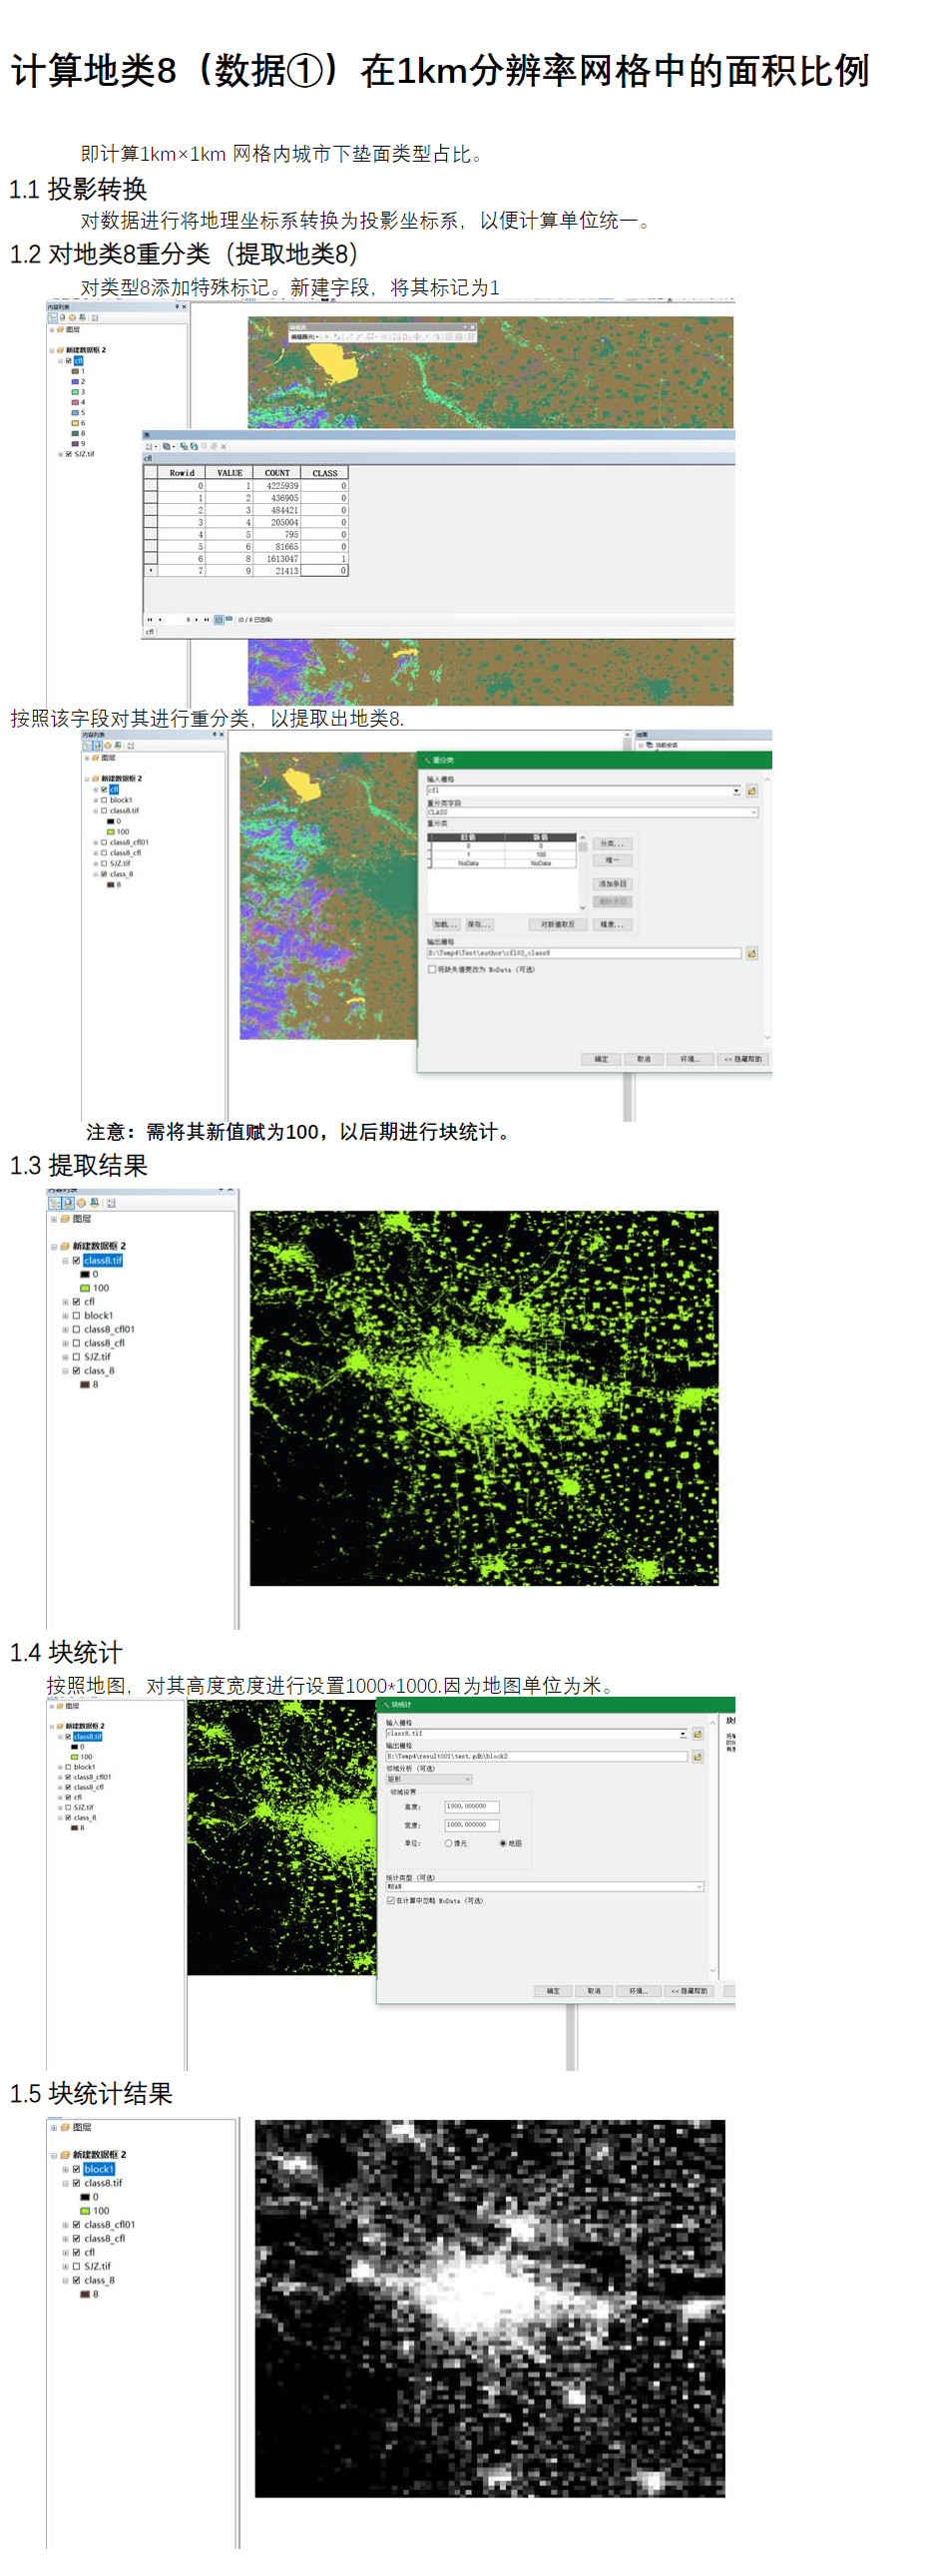 计算地类8（数据①）在1km分辨率网格中的面积比例
即计算1km×1km 网格内城市下垫面类型占比。
1.1 投影转换
对数据进行将地理坐标系转换为投影坐标系，以便计算单位统一。
1.2 对地类8重分类（提取地类8）
对类型8添加特殊标记。新建字段，将其标记为1
内容列表
图层
新建数据框 2
cfl
1
2
3
4
5
6
8
9
SJZ.tif
编辑器(R)
表
cfl
Rowid VALUE COUNT CLASS
0 1 4225939 0
1 2 436905 0
2 3 484421 0
3 4 205004 0
4 5 795 0
5 6 81665 0
6 8 1613047 1
7 9 21413 0
8 (0 / 8 已选择)
cfl
按照该字段对其进行重分类，以提取出地类8.
内容列表
图层
新建数据框 2
cfl
block1
class8.tif
0
100
class8_cfl01
class8_cfl
SJZ.tif
class_8
8
结果
当前会话
重分类
输入栅格
cfl
重分类字段
CLASS
重分类
旧值 新值
0 0
1 100
NoData NoData
分类...
唯一
添加条目
删除条目
加载... 保存... 对新值取反 精度...
输出栅格
E:\Temp4\Test\author\cfl03_class8
将缺失值更改为 NoData (可选)
确定 取消 环境... << 隐藏帮助
注意：需将其新值赋为100，以后期进行块统计。
1.3 提取结果
内容列表
图层
新建数据框 2
class8.tif
0
100
cfl
block1
class8_cfl01
class8_cfl
SJZ.tif
class_8
8
1.4 块统计
按照地图，对其高度宽度进行设置1000*1000.因为地图单位为米。
图层
新建数据框 2
class8.tif
0
100
block1
class8_cfl01
class8_cfl
cfl
SJZ.tif
class_8
8
块统计
输入栅格
class8.tif
输出栅格
E:\Temp4\result001\test.gdb\block2
邻域分析 (可选)
矩形
邻域设置
高度: 1000.000000
宽度: 1000.000000
单位: 像元 地图
统计类型 (可选)
MEAN
在计算中忽略 NoData (可选)
确定 取消 环境... << 隐藏帮助
1.5 块统计结果
图层
新建数据框 2
block1
class8.tif
0
100
class8_cfl01
class8_cfl
cfl
SJZ.tif
class_8
8